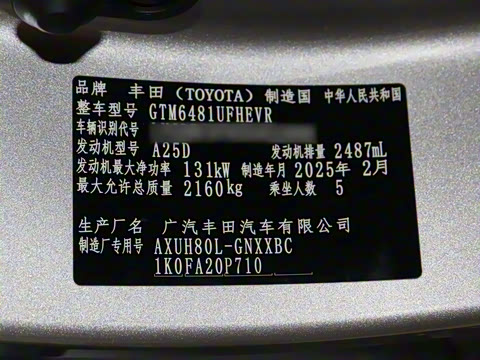 品牌 丰田（TOYOTA） 制造国 中华人民共和国
整车型号 GTM6481UFHEVR
车辆识别代号
发动机型号 A25D 发动机排量 2487mL
发动机最大净功率 131kW 制造年月 2025年 2月
最大允许总质量 2160kg 乘坐人数 5
生产厂名 广汽丰田汽车有限公司
制造厂专用号 AXUH80L-GNXXBC
1K0FA20P710